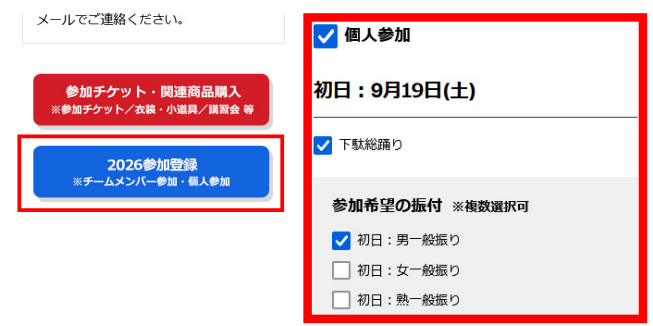 メールでご連絡ください。
参加チケット・関連商品購入
※参加チケット／衣装・小道具／講習会 等
2026参加登録
※チームメンバー参加・個人参加
個人参加
初日：9月19日(土)
下駄総踊り
参加希望の振付 ※複数選択可
初日：男一般振り
初日：女一般振り
初日：熟一般振り